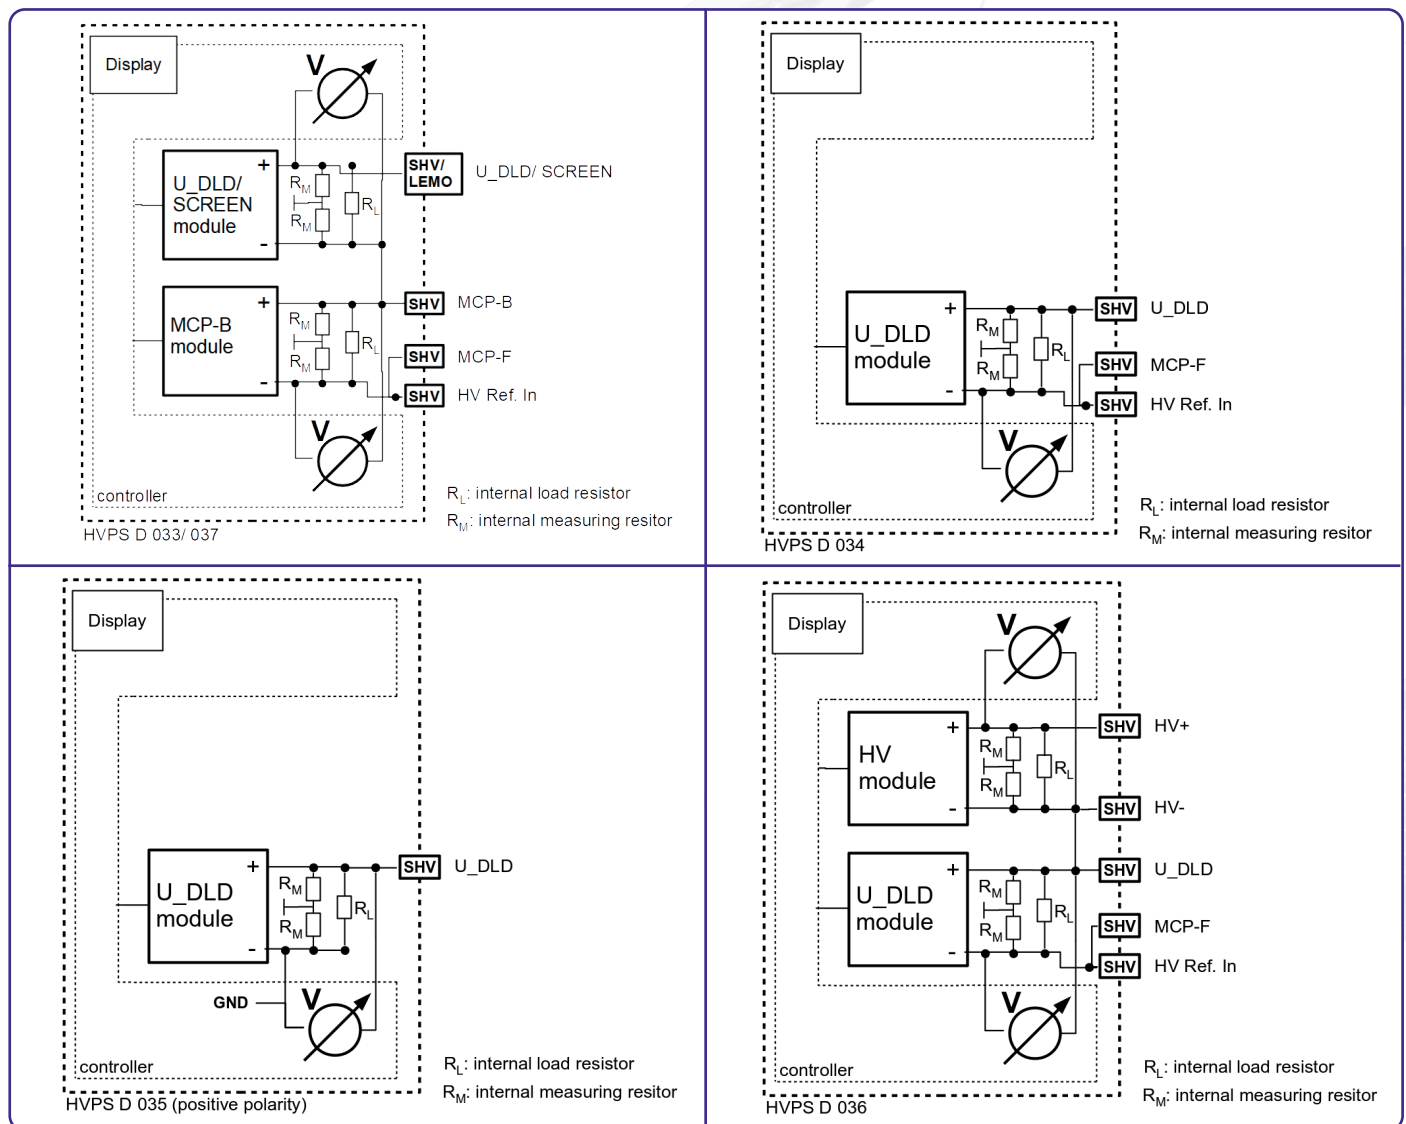 Display
V
+
SHV/
LEMO
U_DLD/ SCREEN
U_DLD/
SCREEN
module
RM
RM
RL
-
+
SHV
MCP-B
MCP-B
module
RM
RM
RL
SHV
MCP-F
-
SHV
HV Ref. In
V
controller
RL: internal load resistor
RM: internal measuring resitor
HVPS D 033/ 037
Display
+
SHV
U_DLD
U_DLD
module
RM
RM
RL
SHV
MCP-F
-
SHV
HV Ref. In
V
controller
RL: internal load resistor
RM: internal measuring resitor
HVPS D 034
Display
+
SHV
U_DLD
U_DLD
module
RM
RM
RL
-
GND
V
controller
RL: internal load resistor
RM: internal measuring resitor
HVPS D 035 (positive polarity)
Display
V
+
SHV
HV+
HV
module
RM
RM
RL
-
SHV
HV-
+
SHV
U_DLD
U_DLD
module
RM
RM
RL
SHV
MCP-F
-
SHV
HV Ref. In
V
controller
RL: internal load resistor
RM: internal measuring resitor
HVPS D 036